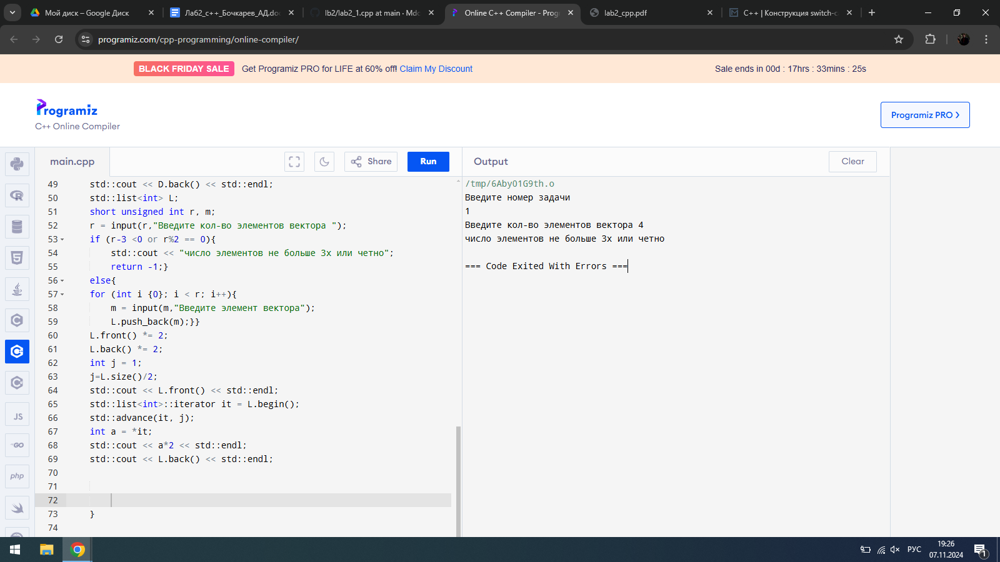 Мой диск – Google Диск
Лаб2_с++_Бочкарев_АД.do
lb2/lab2_1.cpp at main · Mdc
Online C++ Compiler - Prog
lab2_cpp.pdf
C++ | Конструкция switch-c
programiz.com/cpp-programming/online-compiler/
BLACK FRIDAY SALE Get Programiz PRO for LIFE at 60% off! Claim My Discount
Sale ends in 00d : 17hrs : 33mins : 25s
Programiz
C++ Online Compiler
Programiz PRO ›
main.cpp
Share
Run
Output
Clear
49 std::cout << D.back() << std::endl;
50 std::list<int> L;
51 short unsigned int r, m;
52 r = input(r,"Введите кол-во элементов вектора ");
53 if (r-3 <0 or r%2 == 0){
54 std::cout << "число элементов не больше 3х или четно";
55 return -1;}
56 else{
57 for (int i {0}; i < r; i++){
58 m = input(m,"Введите элемент вектора");
59 L.push_back(m);}}
60 L.front() *= 2;
61 L.back() *= 2;
62 int j = 1;
63 j=L.size()/2;
64 std::cout << L.front() << std::endl;
65 std::list<int>::iterator it = L.begin();
66 std::advance(it, j);
67 int a = *it;
68 std::cout << a*2 << std::endl;
69 std::cout << L.back() << std::endl;
70
71
72
73 }
74
/tmp/6AbyO1G9th.o
Введите номер задачи
1
Введите кол-во элементов вектора 4
число элементов не больше 3х или четно
=== Code Exited With Errors ===
JS
GO
php
РУС
19:26
07.11.2024
1